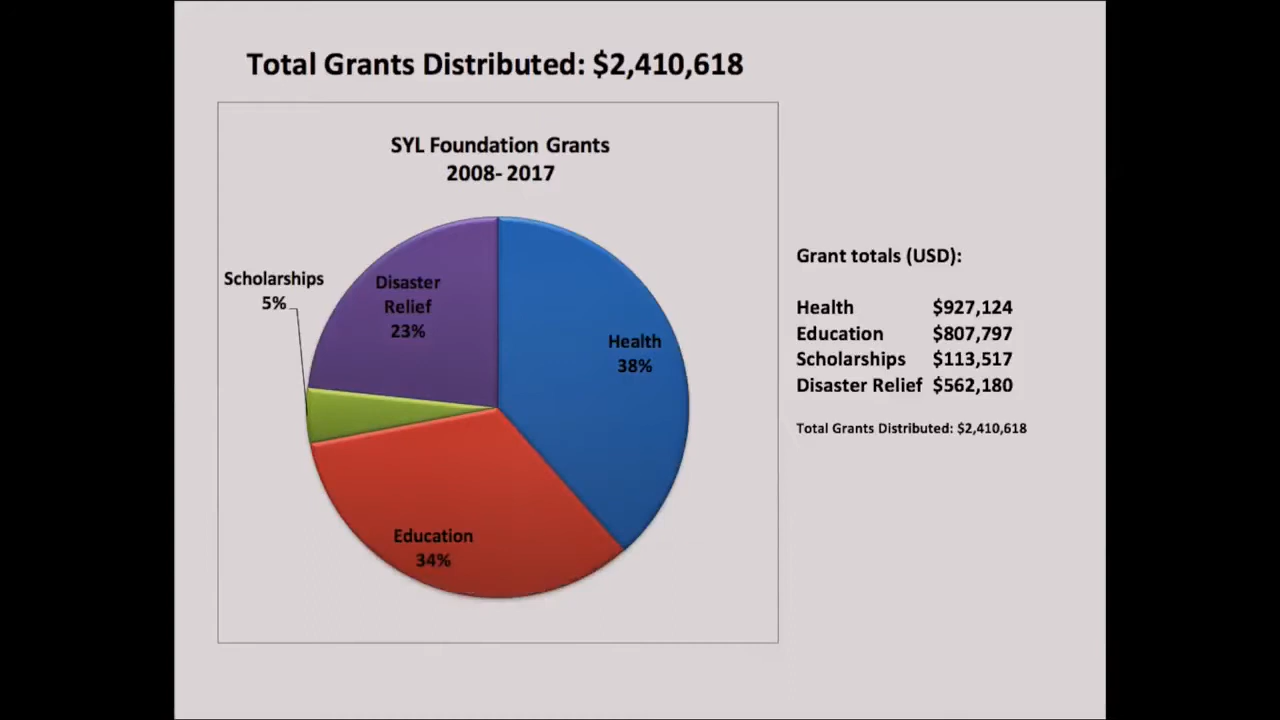 Total Grants Distributed: $2,410,618
SYL Foundation Grants
2008- 2017
Scholarships
5%
Disaster
Relief
23%
Health
38%
Education
34%
Grant totals (USD):
Health $927,124
Education $807,797
Scholarships $113,517
Disaster Relief $562,180
Total Grants Distributed: $2,410,618